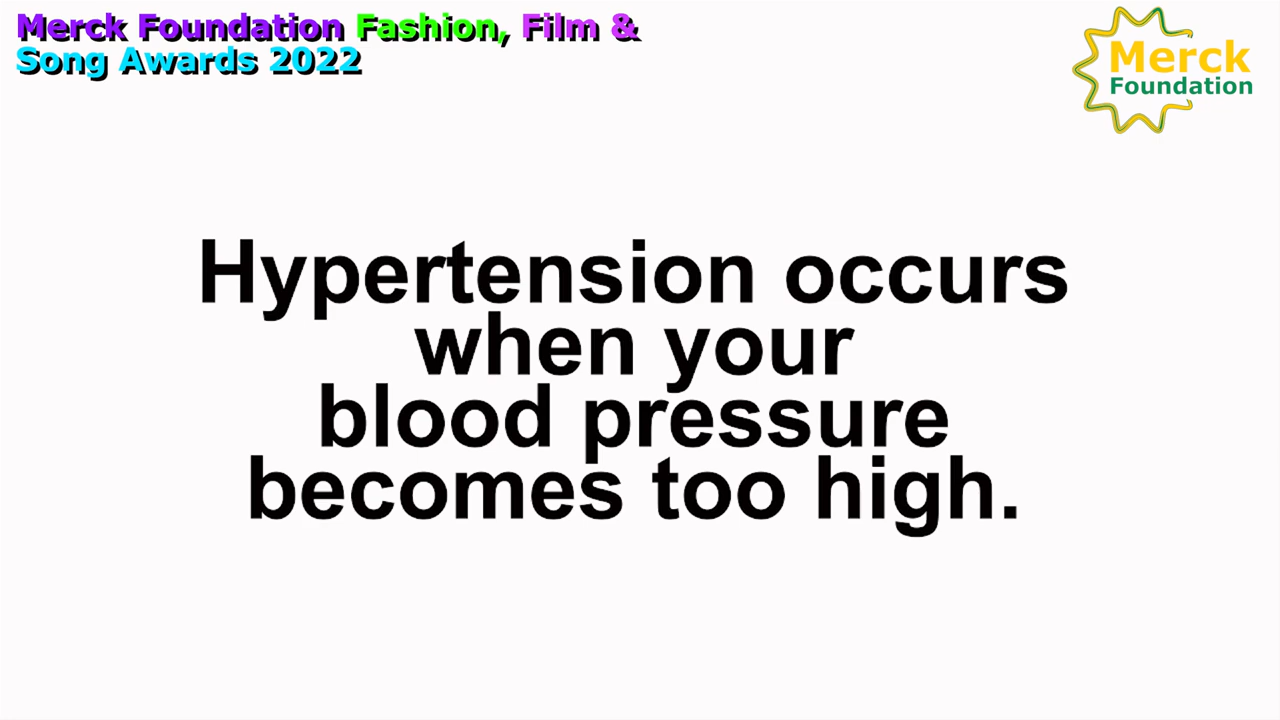 Merck Foundation Fashion, Film &
Song Awards 2022
Merck
Foundation
Hypertension occurs
when your
blood pressure
becomes too high.